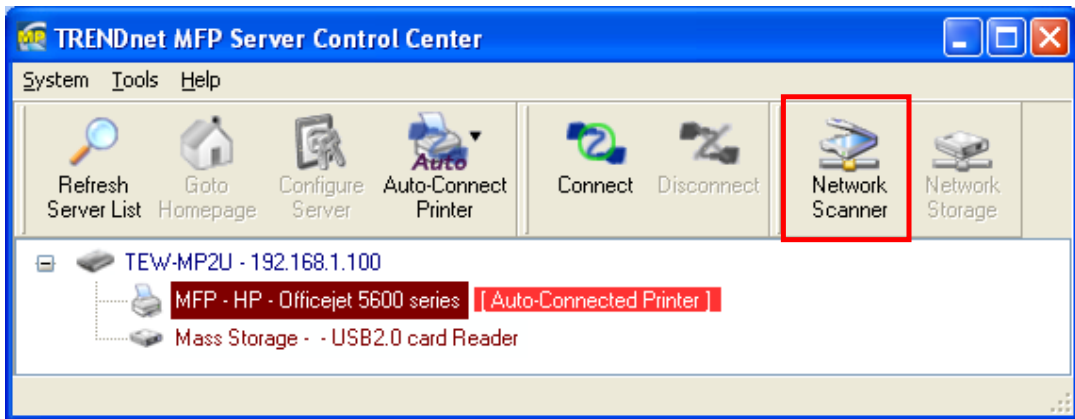 MP TRENDnet MFP Server Control Center
System Tools Help
Refresh Server List
Goto Homepage
Configure Server
Auto Auto-Connect Printer
Connect
Disconnect
Network Scanner
Network Storage
TEW-MP2U - 192.168.1.100
MFP - HP - Officejet 5600 series [ Auto-Connected Printer ]
Mass Storage - - USB2.0 card Reader